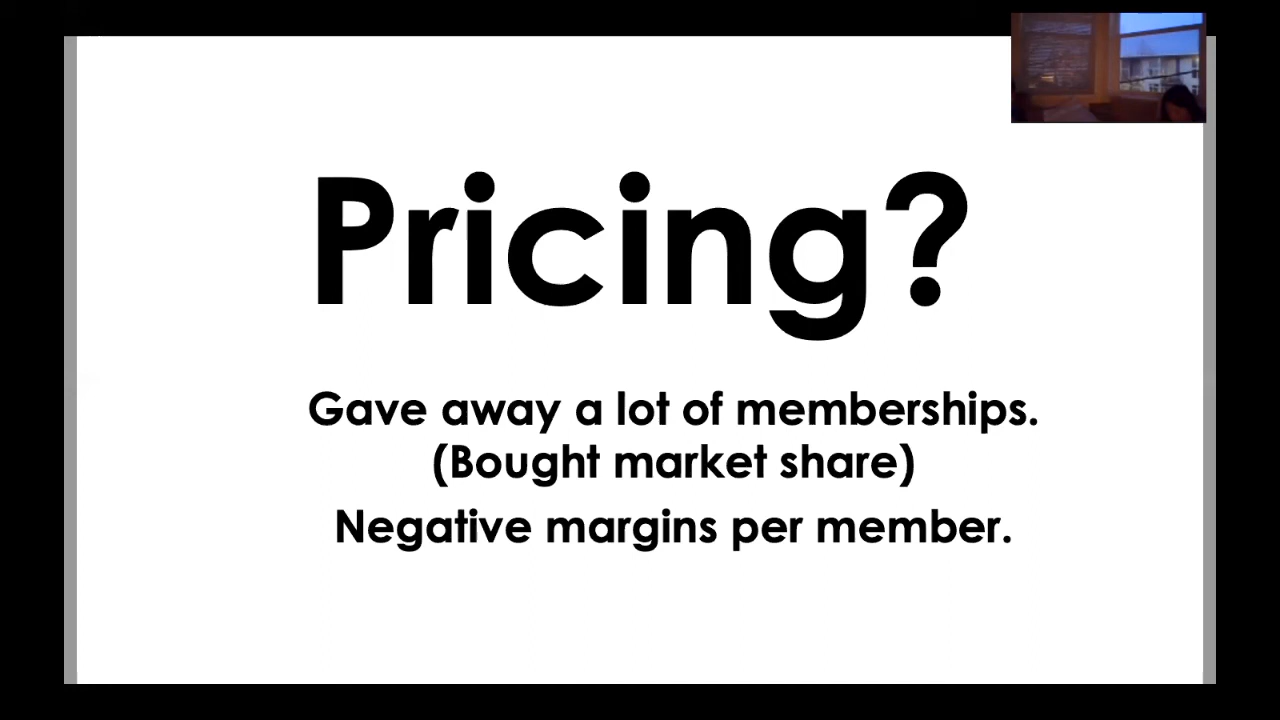 Pricing?
Gave away a lot of memberships.
(Bought market share)
Negative margins per member.